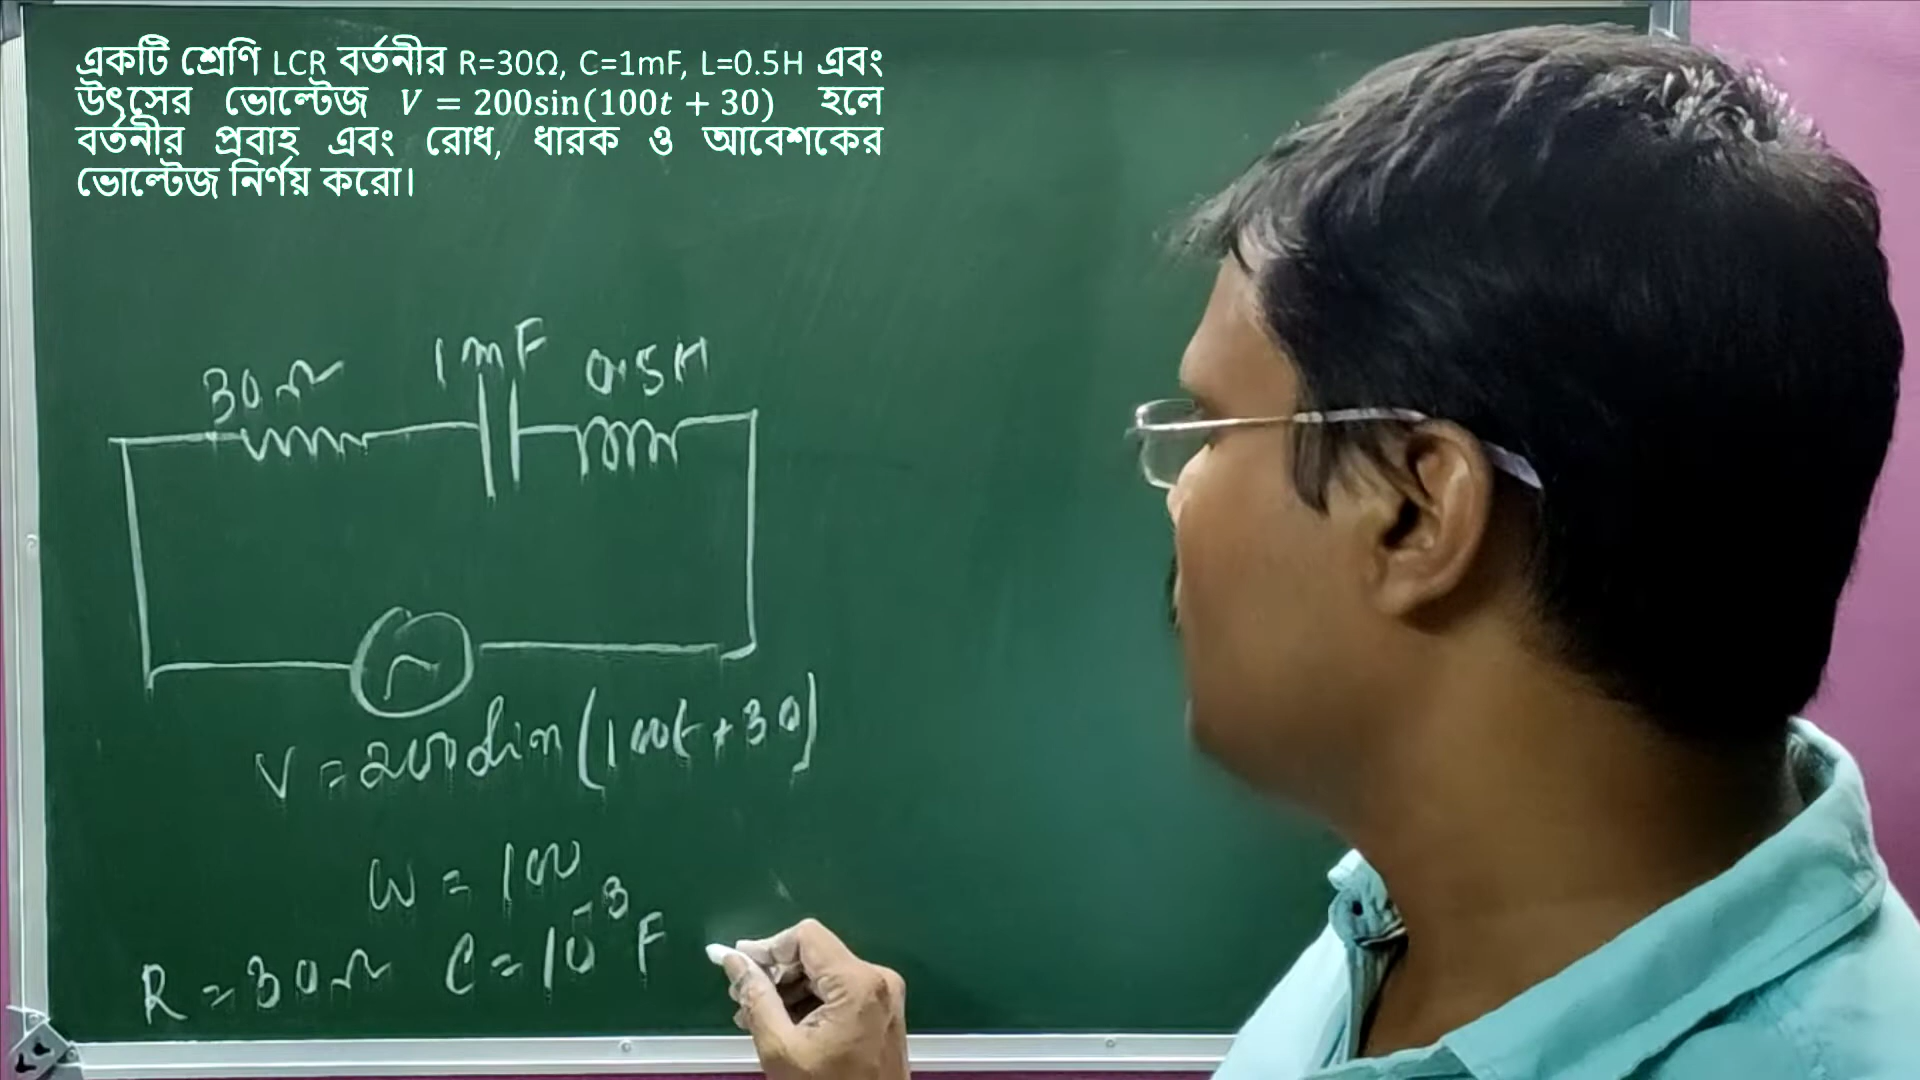 একটি শ্রেণি LCR বর্তনীর R=30Ω, C=1mF, L=0.5H এবং
উৎসের ভোল্টেজ V = 200sin(100t + 30) হলে
বর্তনীর প্রবাহ এবং রোধ, ধারক ও আবেশকের
ভোল্টেজ নির্ণয় করো।
30Ω 1mF 0.5H
~
V = 200 sin (100t + 30)
W = 100
R = 30Ω C = 10⁻³ F